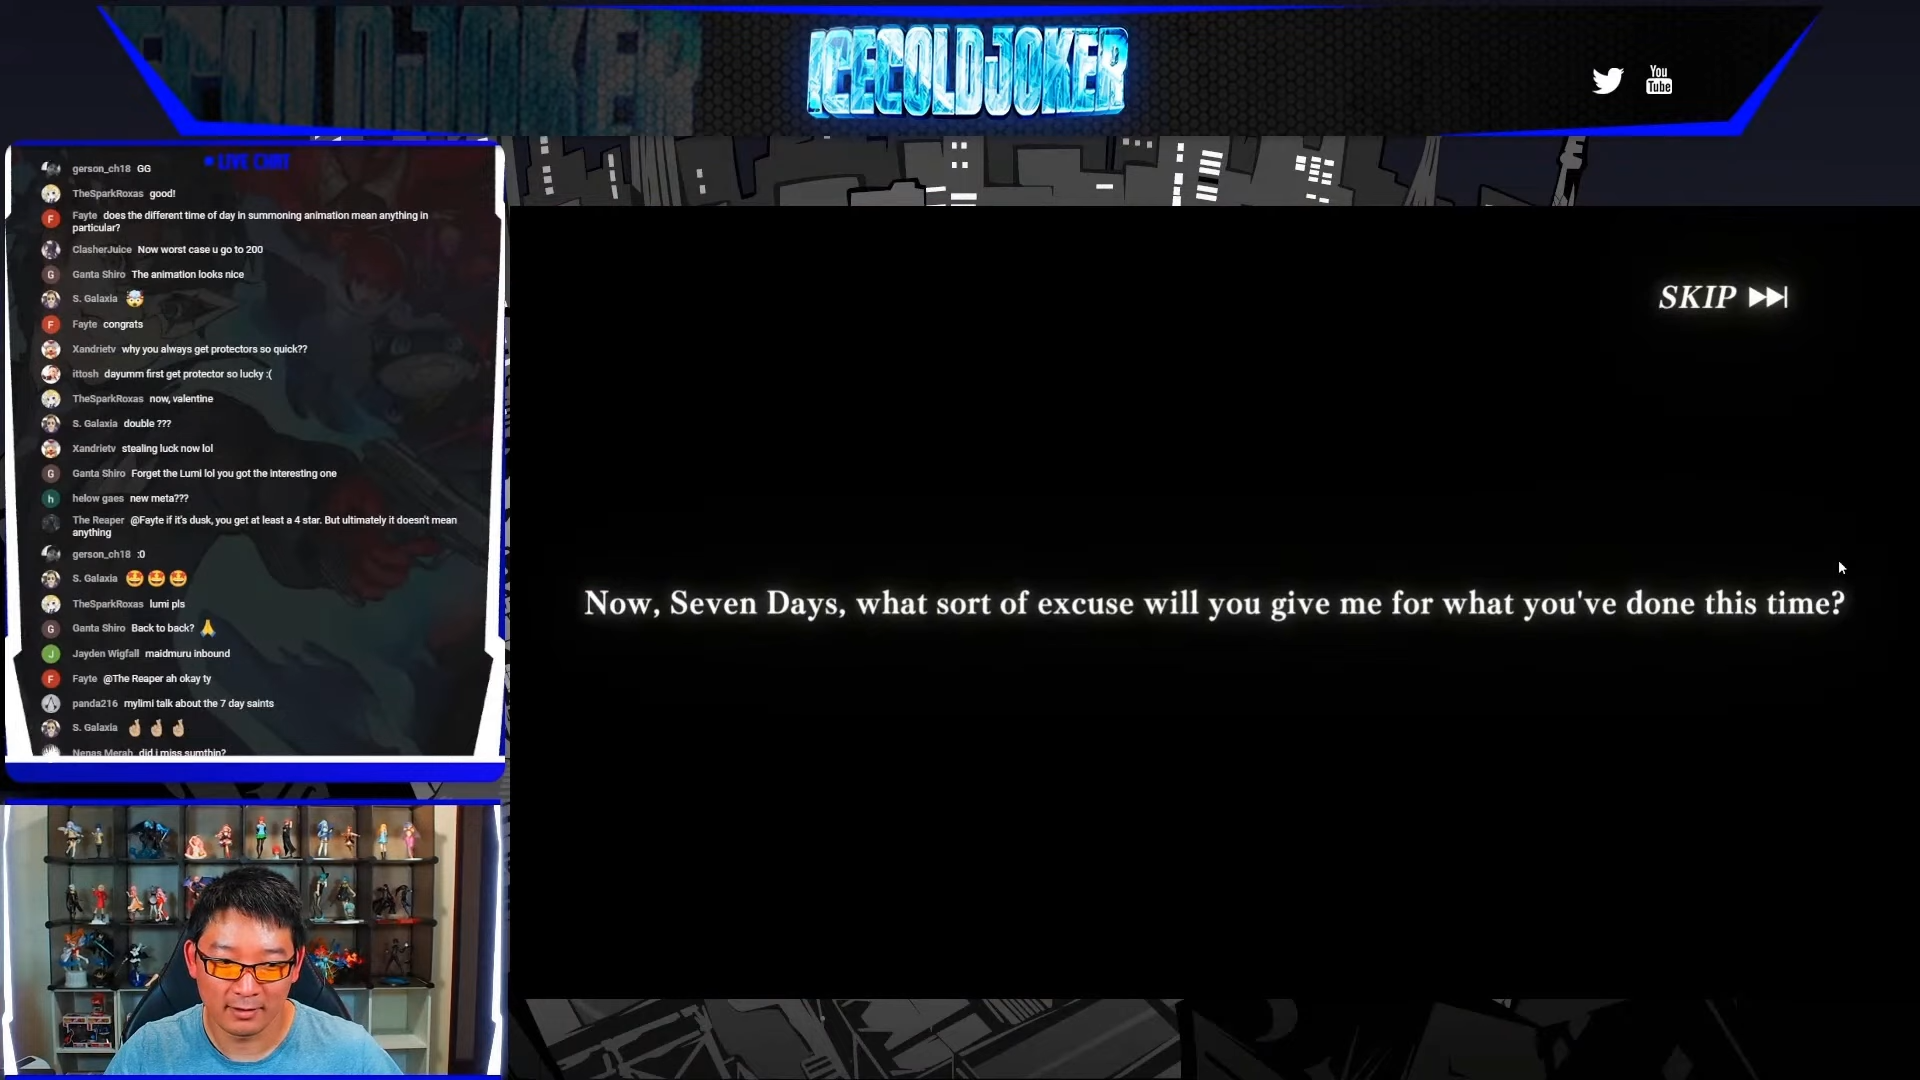 ICECOLDJOKER
You
Tube
LIVE CHAT
gerson_ch18 GG
TheSparkRoxas good!
Fayte does the different time of day in summoning animation mean anything in
particular?
ClasherJuice Now worst case u go to 200
Ganta Shiro The animation looks nice
S. Galaxia 🤯
Fayte congrats
Xandrietv why you always get protectors so quick??
ittosh dayumm first get protector so lucky :(
TheSparkRoxas now, valentine
S. Galaxia double ???
Xandrietv stealing luck now lol
Ganta Shiro Forget the Lumi lol you got the interesting one
helow gaes new meta???
The Reaper @Fayte if it's dusk, you get at least a 4 star. But ultimately it doesn't mean
anything
gerson_ch18 :0
S. Galaxia 🤩 🤩 🤩
TheSparkRoxas lumi pls
Ganta Shiro Back to back? 🙏
Jayden Wigfall maidmuru inbound
Fayte @The Reaper ah okay ty
panda216 mylimi talk about the 7 day saints
S. Galaxia 🤞🏼 🤞🏼 🤞🏼
Nepas Merah did i miss sumthin?
SKIP
Now, Seven Days, what sort of excuse will you give me for what you've done this time?